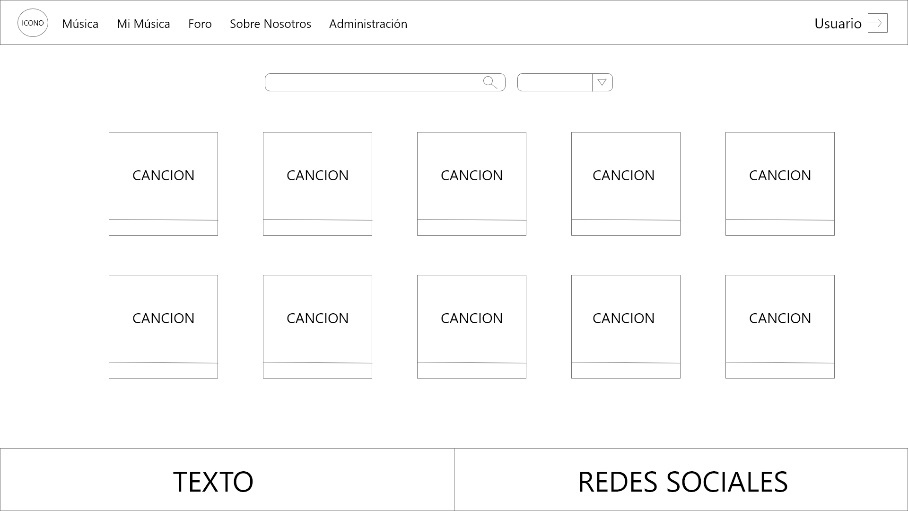 ICONO Música Mi Música Foro Sobre Nosotros Administración Usuario
CANCION CANCION CANCION CANCION CANCION
CANCION CANCION CANCION CANCION CANCION
TEXTO REDES SOCIALES